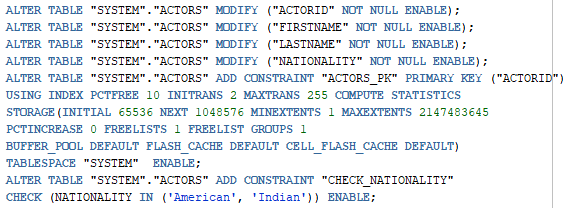 ALTER TABLE "SYSTEM"."ACTORS" MODIFY ("ACTORID" NOT NULL ENABLE);
ALTER TABLE "SYSTEM"."ACTORS" MODIFY ("FIRSTNAME" NOT NULL ENABLE);
ALTER TABLE "SYSTEM"."ACTORS" MODIFY ("LASTNAME" NOT NULL ENABLE);
ALTER TABLE "SYSTEM"."ACTORS" MODIFY ("NATIONALITY" NOT NULL ENABLE);
ALTER TABLE "SYSTEM"."ACTORS" ADD CONSTRAINT "ACTORS_PK" PRIMARY KEY ("ACTORID")
USING INDEX PCTFREE 10 INITRANS 2 MAXTRANS 255 COMPUTE STATISTICS
STORAGE(INITIAL 65536 NEXT 1048576 MINEXTENTS 1 MAXEXTENTS 2147483645
PCTINCREASE 0 FREELISTS 1 FREELIST GROUPS 1
BUFFER_POOL DEFAULT FLASH_CACHE DEFAULT CELL_FLASH_CACHE DEFAULT)
TABLESPACE "SYSTEM" ENABLE;
ALTER TABLE "SYSTEM"."ACTORS" ADD CONSTRAINT "CHECK_NATIONALITY"
CHECK (NATIONALITY IN ('American', 'Indian')) ENABLE;